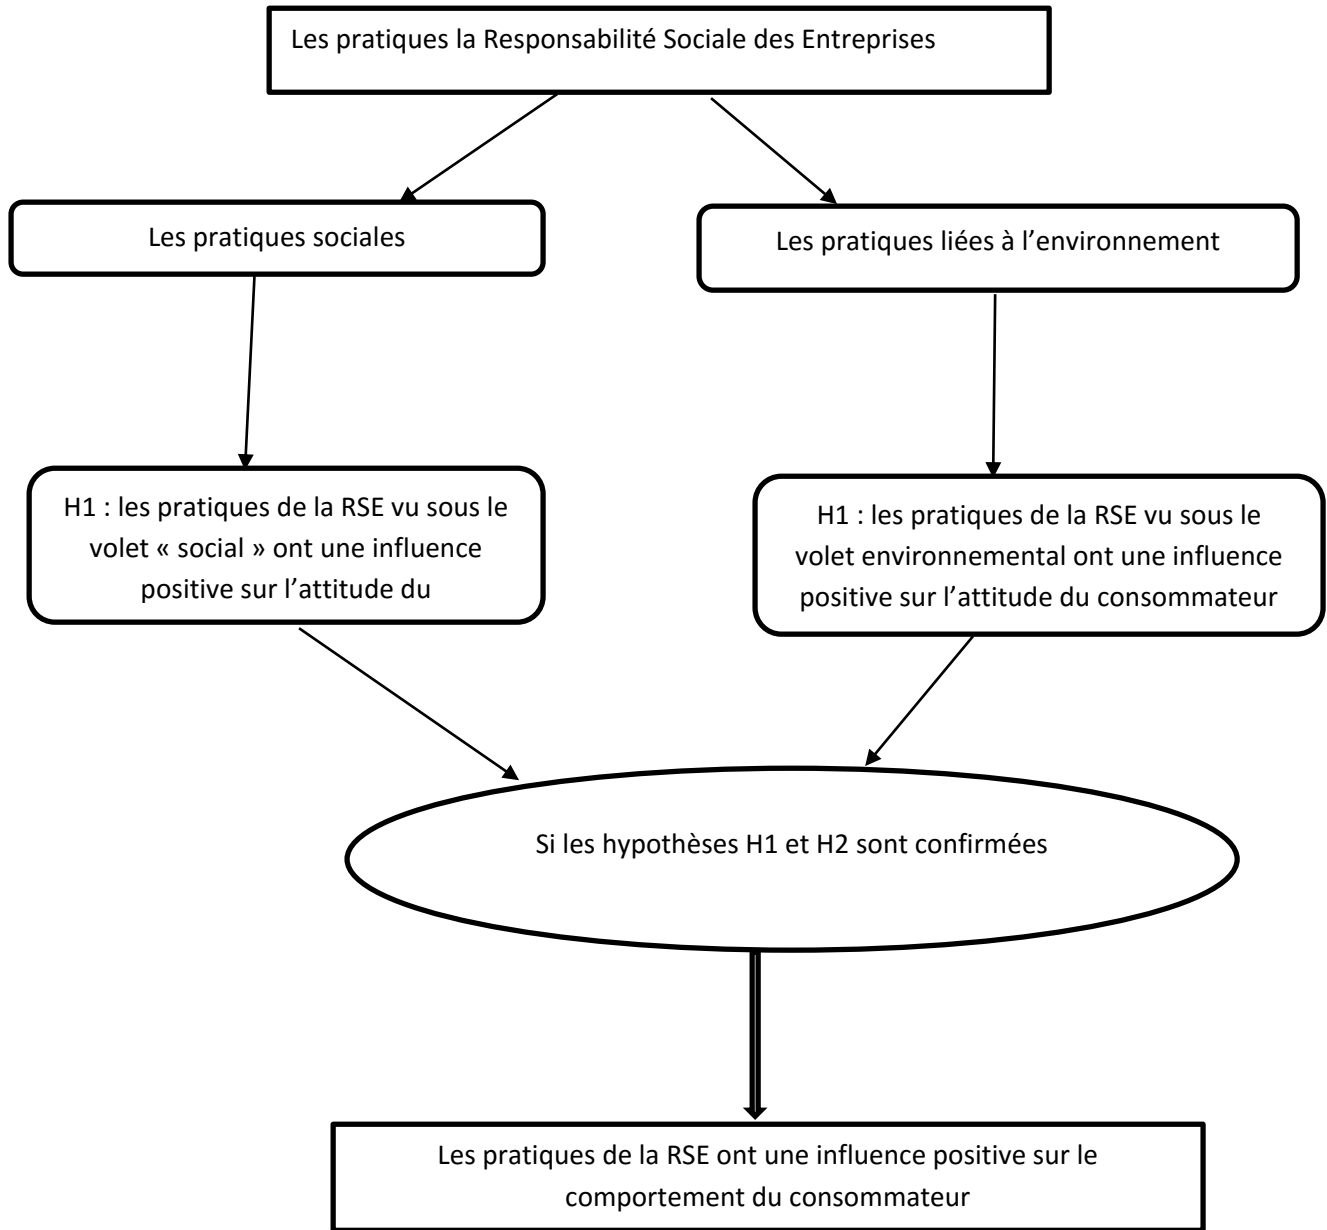 Les pratiques la Responsabilité Sociale des Entreprises
Les pratiques sociales
Les pratiques liées à l’environnement
H1 : les pratiques de la RSE vu sous le
volet « social » ont une influence
positive sur l’attitude du
H1 : les pratiques de la RSE vu sous le
volet environnemental ont une influence
positive sur l’attitude du consommateur
Si les hypothèses H1 et H2 sont confirmées
Les pratiques de la RSE ont une influence positive sur le
comportement du consommateur